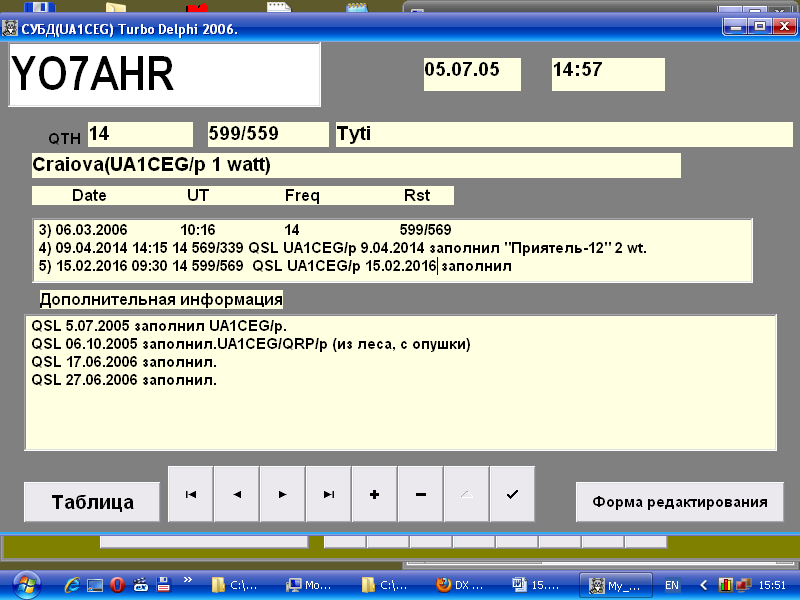 СУБД(UA1CEG) Turbo Delphi 2006.
YO7AHR
05.07.05 14:57
QTH 14 599/559 Tyti
Craiova(UA1CEG/p 1 watt)
Date UT Freq Rst
3) 06.03.2006 10:16 14 599/569
4) 09.04.2014 14:15 14 569/339 QSL UA1CEG/p 9.04.2014 заполнил "Приятель-12" 2 wt.
5) 15.02.2016 09:30 14 599/569 QSL UA1CEG/p 15.02.2016 заполнил
Дополнительная информация
QSL 5.07.2005 заполнил UA1CEG/p.
QSL 06.10.2005 заполнил.UA1CEG/QRP/p (из леса, с опушки)
QSL 17.06.2006 заполнил.
QSL 27.06.2006 заполнил.
Таблица
Форма редактирования
C:\... Mo... C:\... DX ... 15.... My_... EN 15:51